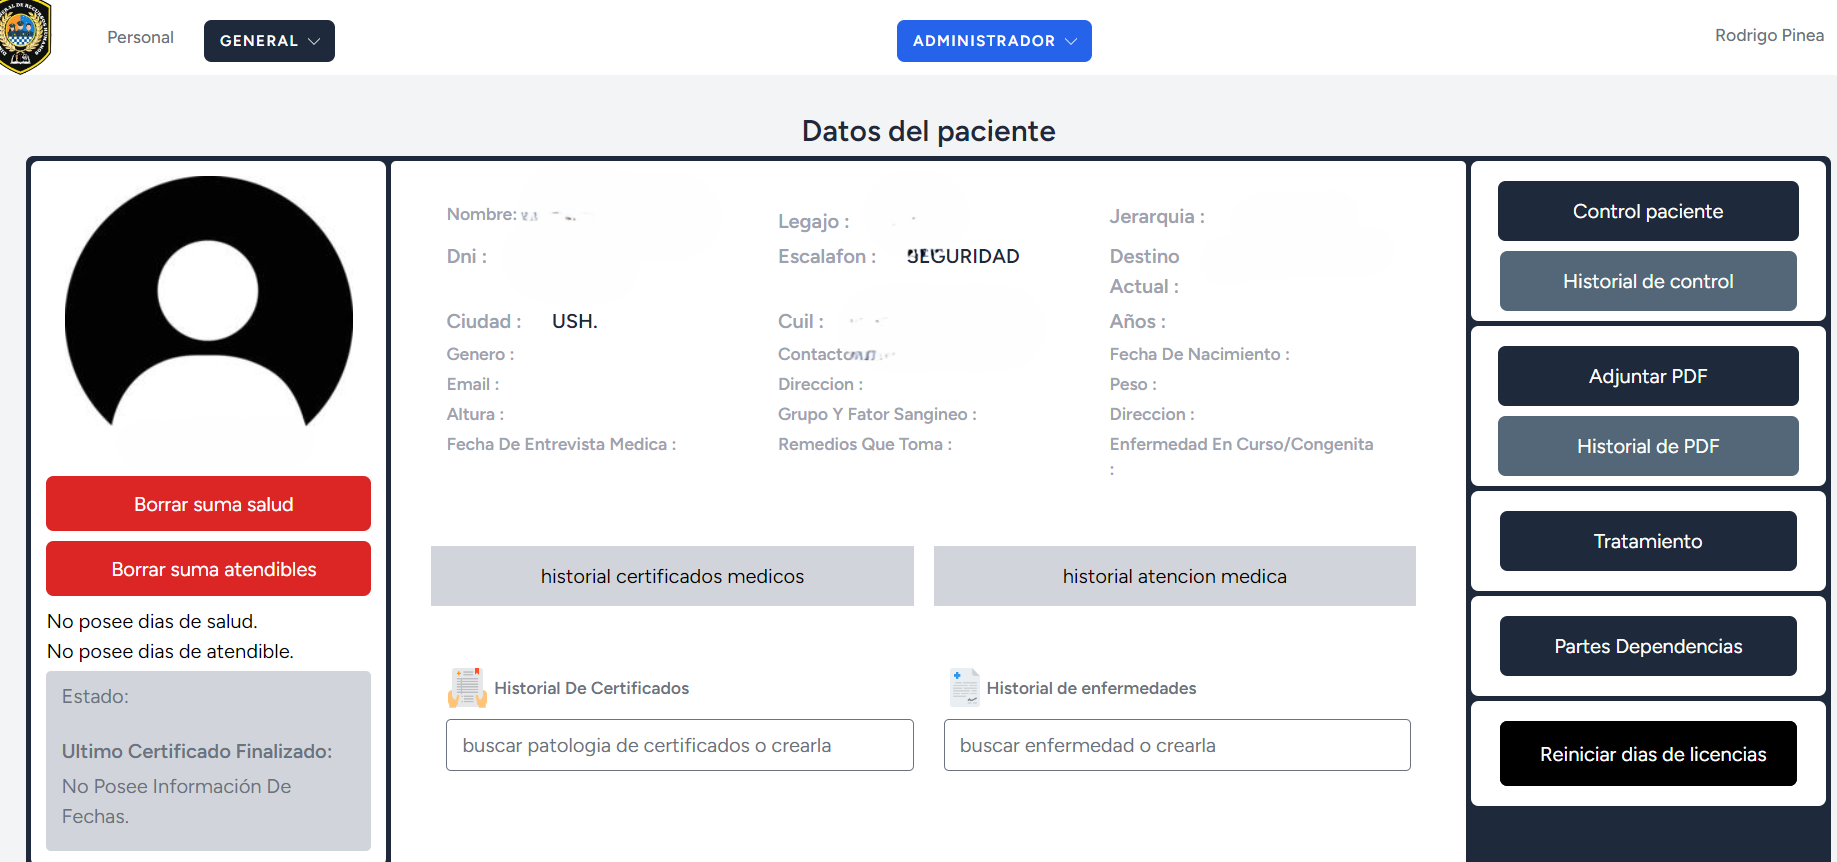 Personal
GENERAL
ADMINISTRADOR
Rodrigo Pinea
Datos del paciente
Borrar suma salud
Borrar suma atendibles
No posee dias de salud.
No posee dias de atendible.
Estado:
Ultimo Certificado Finalizado:
No Posee Información De
Fechas.
Nombre:
Legajo :
Jerarquia :
Dni :
Escalafon : SEGURIDAD
Destino
Actual :
Ciudad : USH.
Cuil :
Años :
Genero :
Contacto
Fecha De Nacimiento :
Email :
Direccion :
Peso :
Altura :
Grupo Y Fator Sangineo :
Direccion :
Fecha De Entrevista Medica :
Remedios Que Toma :
Enfermedad En Curso/Congenita
:
historial certificados medicos
historial atencion medica
Historial De Certificados
Historial de enfermedades
buscar patologia de certificados o crearla
buscar enfermedad o crearla
Control paciente
Historial de control
Adjuntar PDF
Historial de PDF
Tratamiento
Partes Dependencias
Reiniciar dias de licencias